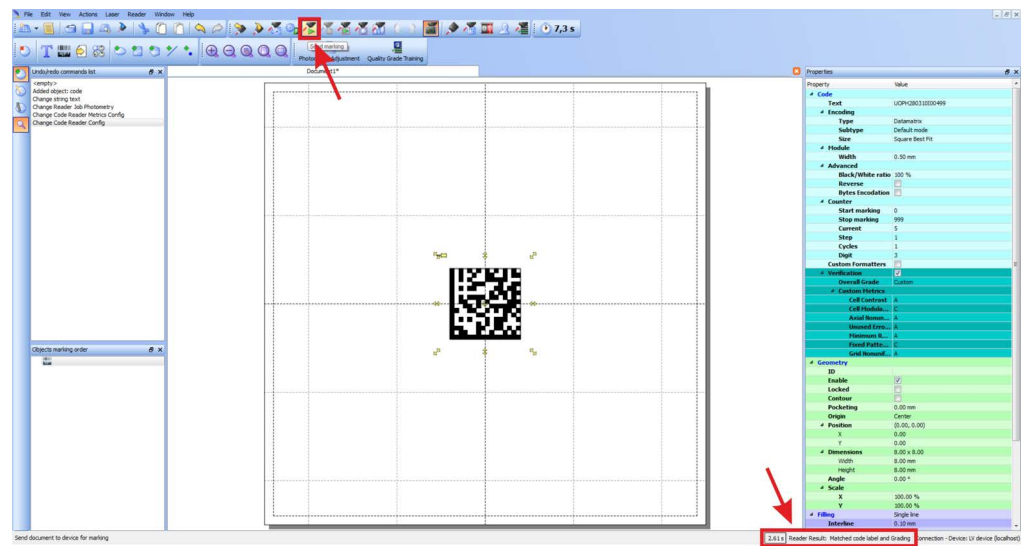 File Edit View Actions Laser Reader Window Help
7,3 s
Send marking
Adjustment Quality Grade Training
Undo/redo commands list
Document1*
Properties
<empty>
Added object: code
Change string text
Change Reader Job Photometry
Change Code Reader Metrics Config
Change Code Reader Config
Property Value
Code
Text UOPH280310I00499
Encoding
Type Datamatrix
Subtype Default mode
Size Square Best Fit
Module
Width 0.50 mm
Advanced
Black/White ratio 100 %
Reverse
Bytes Encodation
Counter
Start marking 0
Stop marking 999
Current 5
Step 1
Cycles 1
Digit 3
Custom Formatters
Verification
Overall Grade Custom
Custom Metrics
Cell Contrast A
Cell Modula... C
Axial Nonun... A
Unused Erro... A
Minimum R... A
Fixed Patte... C
Grid Nonunif... A
Objects marking order
Geometry
ID
Enable
Locked
Contour
Pocketing 0.00 mm
Origin Center
Position (0.00, 0.00)
X 0.00
Y 0.00
Dimensions 8.00 x 8.00
Width 8.00 mm
Height 8.00 mm
Angle 0.00 °
Scale
X 100.00 %
Y 100.00 %
Filling Single line
Interline 0.10 mm
Send document to device for marking
2.61 s Reader Result: Matched code label and Grading Connection - Device: LV device (localhost)